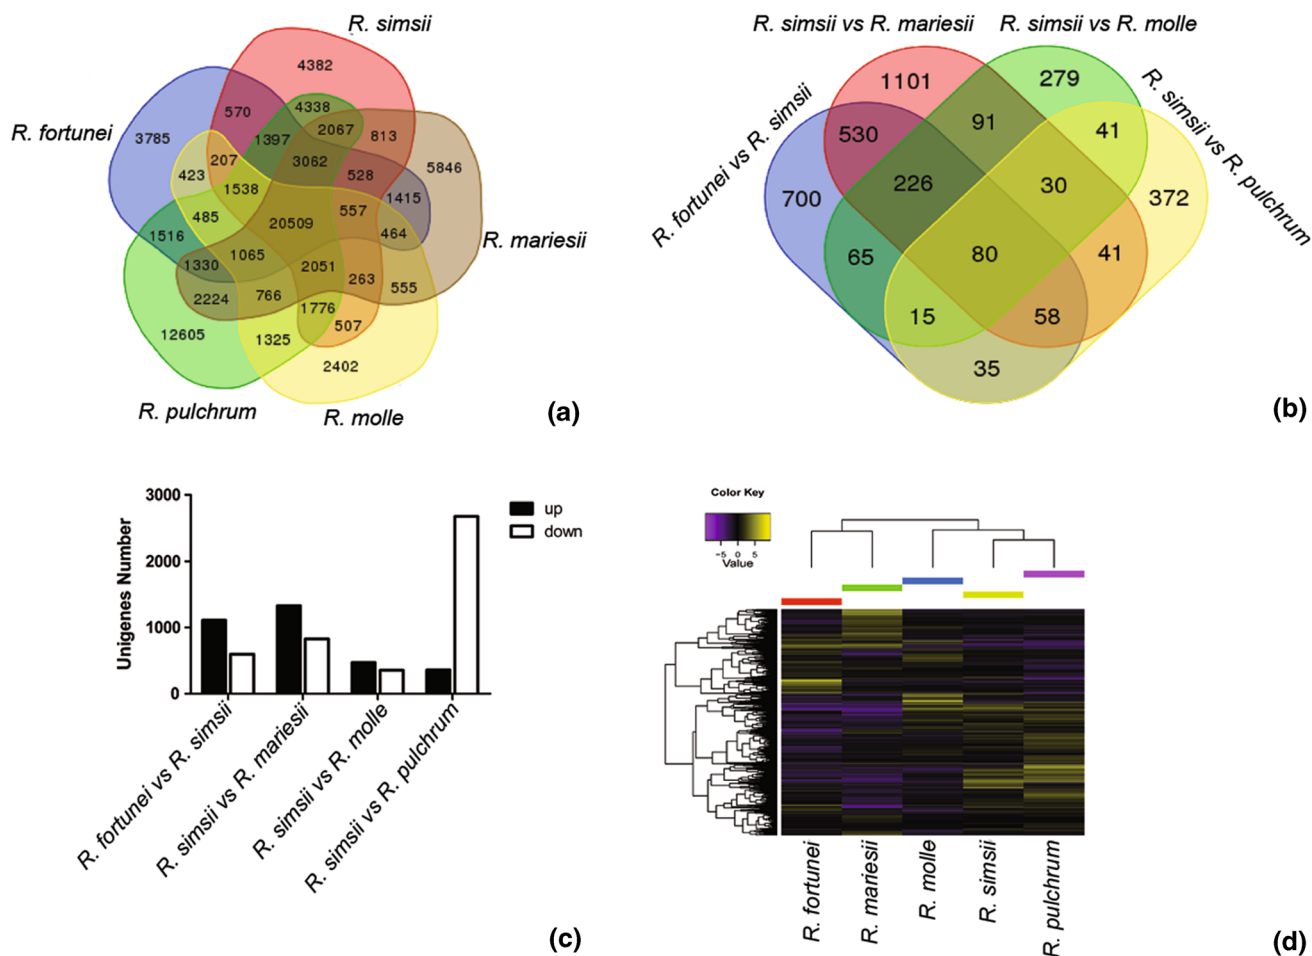 R. simsii
4382
570
4338
2067
813
R. fortunei
3785
1397
3062
5846
423
207
528
1415
1538
485
557
20509
464
R. mariesii
1516
1065
1330
2051
263
555
2224
766
1776
507
12605
1325
2402
R. pulchrum
R. molle
(a)
R. simsii vs R. mariesii
R. simsii vs R. molle
R. fortunei vs R. simsii
R. simsii vs R. pulchrum
1101
279
530
91
41
700
226
30
372
65
80
41
15
58
35
(b)
Unigenes Number
3000
2000
1000
0
up
down
R. fortunei vs R. simsii
R. simsii vs R. mariesii
R. simsii vs R. molle
R. simsii vs R. pulchrum
(c)
Color Key
−5 0 5
Value
R. fortunei
R. mariesii
R. molle
R. simsii
R. pulchrum
(d)